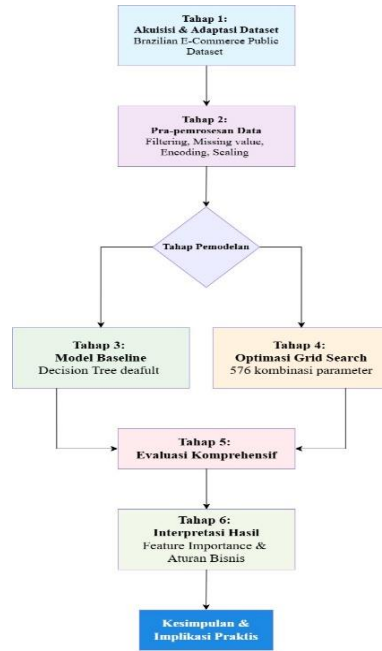 Tahap 1:
Akuisisi & Adaptasi Dataset
Brazilian E-Commerce Public
Dataset
Tahap 2:
Pra-pemrosesan Data
Filtering, Missing value,
Encoding, Scaling
Tahap Pemodelan
Tahap 3:
Model Baseline
Decision Tree deafult
Tahap 4:
Optimasi Grid Search
576 kombinasi parameter
Tahap 5:
Evaluasi Komprehensif
Tahap 6:
Interpretasi Hasil
Feature Importance &
Aturan Bisnis
Kesimpulan &
Implikasi Praktis